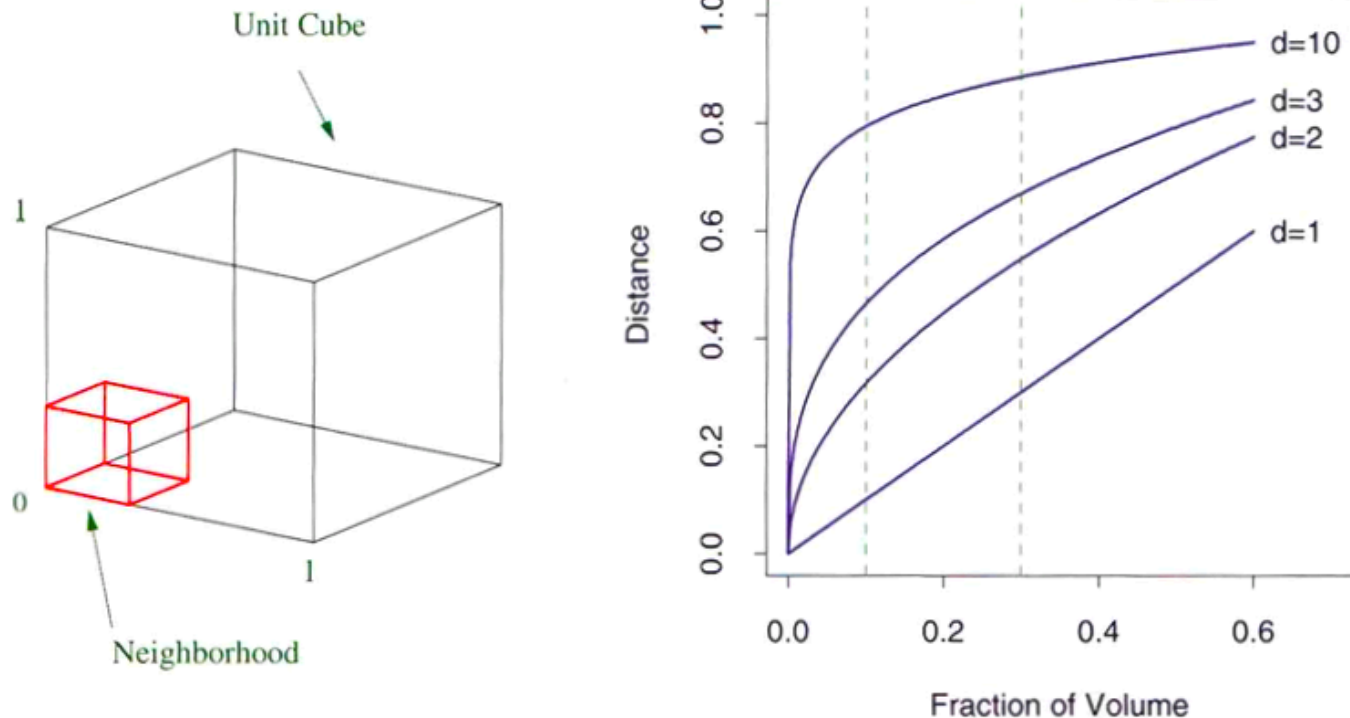 Unit Cube
1
0
1
Neighborhood
1.0
0.8
0.6
0.4
0.2
0.0
Distance
d=10
d=3
d=2
d=1
0.0 0.2 0.4 0.6
Fraction of Volume